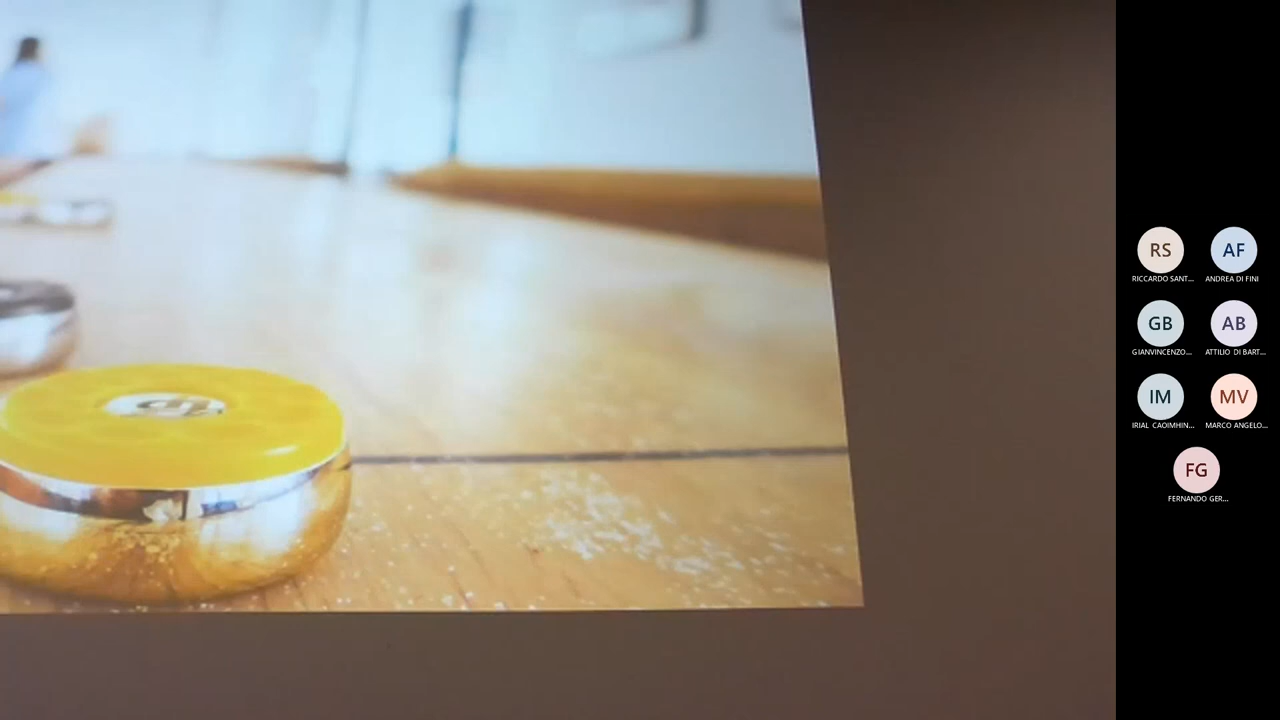 RS
AF
RICCARDO SANT...
ANDREA DI FINI
GB
AB
GIANVINCENZO...
ATTILIO DI BART...
IM
MV
IRIAL CAOIMHIN...
MARCO ANGELO...
FG
FERNANDO GER...